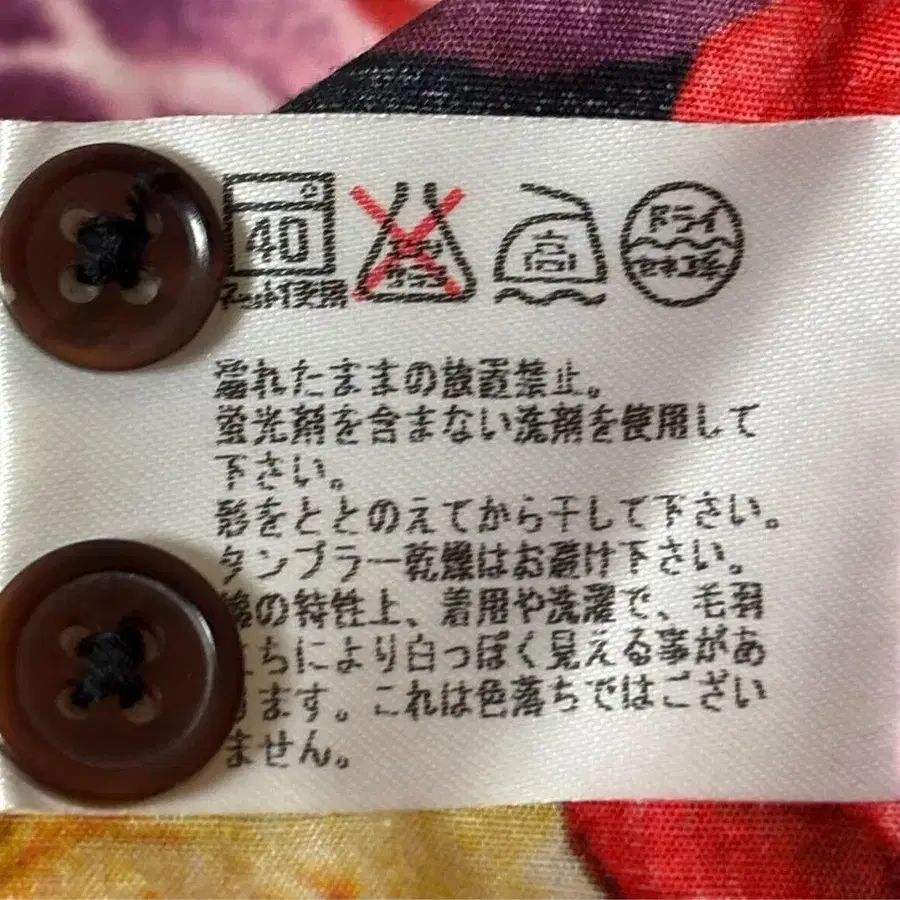 40
高
ドライ
セキユ系
ネット使用
濡れたままの放置禁止。
蛍光剤を含まない洗剤を使用して
下さい。
形をととのえてから干して下さい。
タンブラー乾燥はお避け下さい。
の特性上、着用や洗濯で、毛羽
立ちにより白っぽく見える事があ
ります。これは色落ちではござい
ません。